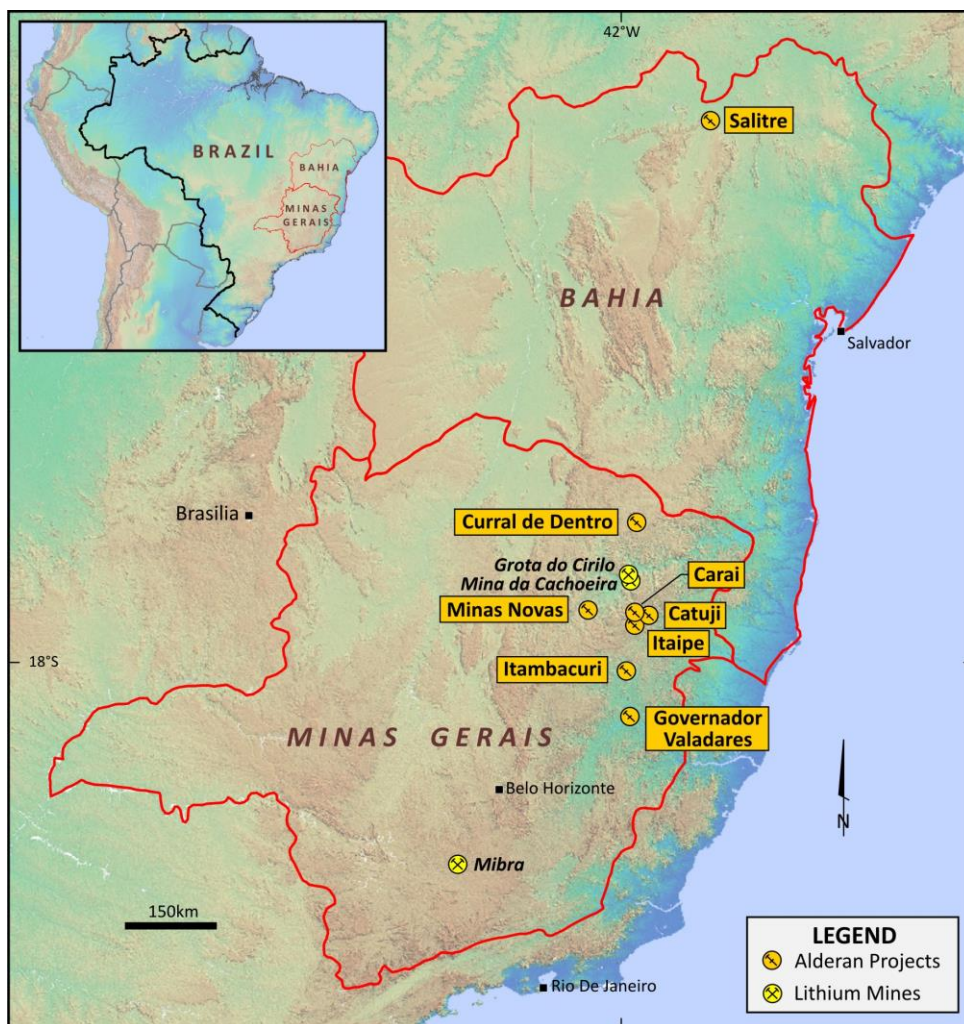 42°W
BRAZIL
BAHIA
MINAS
GERAIS
Salitre
BAHIA
Salvador
Brasilia
Curral de Dentro
Grota do Cirilo
Mina da Cachoeira
Carai
Minas Novas
Catuji
Itaipe
18°S
Itambacuri
Governador
Valadares
MINAS GERAIS
Belo Horizonte
N
Mibra
150km
LEGEND
Alderan Projects
Lithium Mines
Rio De Janeiro